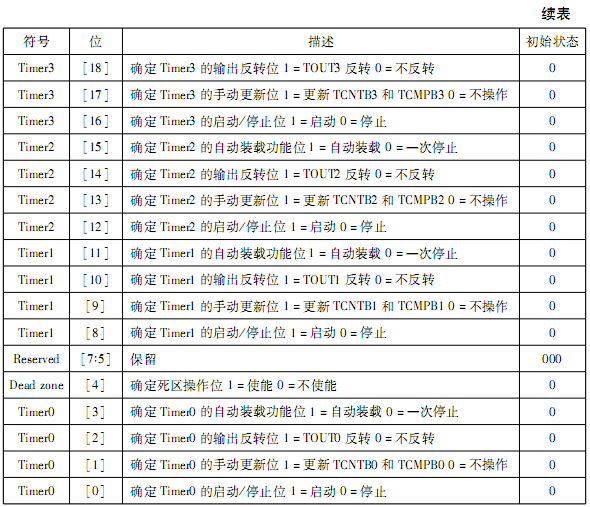 续表
符号 位 描述 初始状态
Timer3 [18] 确定 Timer3 的输出反转位 1 = TOUT3 反转 0 = 不反转 0
Timer3 [17] 确定 Timer3 的手动更新位 1 = 更新 TCNTB3 和 TCMPB3 0 = 不操作 0
Timer3 [16] 确定 Timer3 的启动/停止位 1 = 启动 0 = 停止 0
Timer2 [15] 确定 Timer2 的自动装载功能位 1 = 自动装载 0 = 一次停止 0
Timer2 [14] 确定 Timer2 的输出反转位 1 = TOUT2 反转 0 = 不反转 0
Timer2 [13] 确定 Timer2 的手动更新位 1 = 更新 TCNTB2 和 TCMPB2 0 = 不操作 0
Timer2 [12] 确定 Timer2 的启动/停止位 1 = 启动 0 = 停止 0
Timer1 [11] 确定 Timer1 的自动装载功能位 1 = 自动装载 0 = 一次停止 0
Timer1 [10] 确定 Timer1 的输出反转位 1 = TOUT1 反转 0 = 不反转 0
Timer1 [9] 确定 Timer1 的手动更新位 1 = 更新 TCNTB1 和 TCMPB1 0 = 不操作 0
Timer1 [8] 确定 Timer1 的启动/停止位 1 = 启动 0 = 停止 0
Reserved [7:5] 保留 000
Dead zone [4] 确定死区操作位 1 = 使能 0 = 不使能 0
Timer0 [3] 确定 Timer0 的自动装载功能位 1 = 自动装载 0 = 一次停止 0
Timer0 [2] 确定 Timer0 的输出反转位 1 = TOUT0 反转 0 = 不反转 0
Timer0 [1] 确定 Timer0 的手动更新位 1 = 更新 TCNTB0 和 TCMPB0 0 = 不操作 0
Timer0 [0] 确定 Timer0 的启动/停止位 1 = 启动 0 = 停止 0